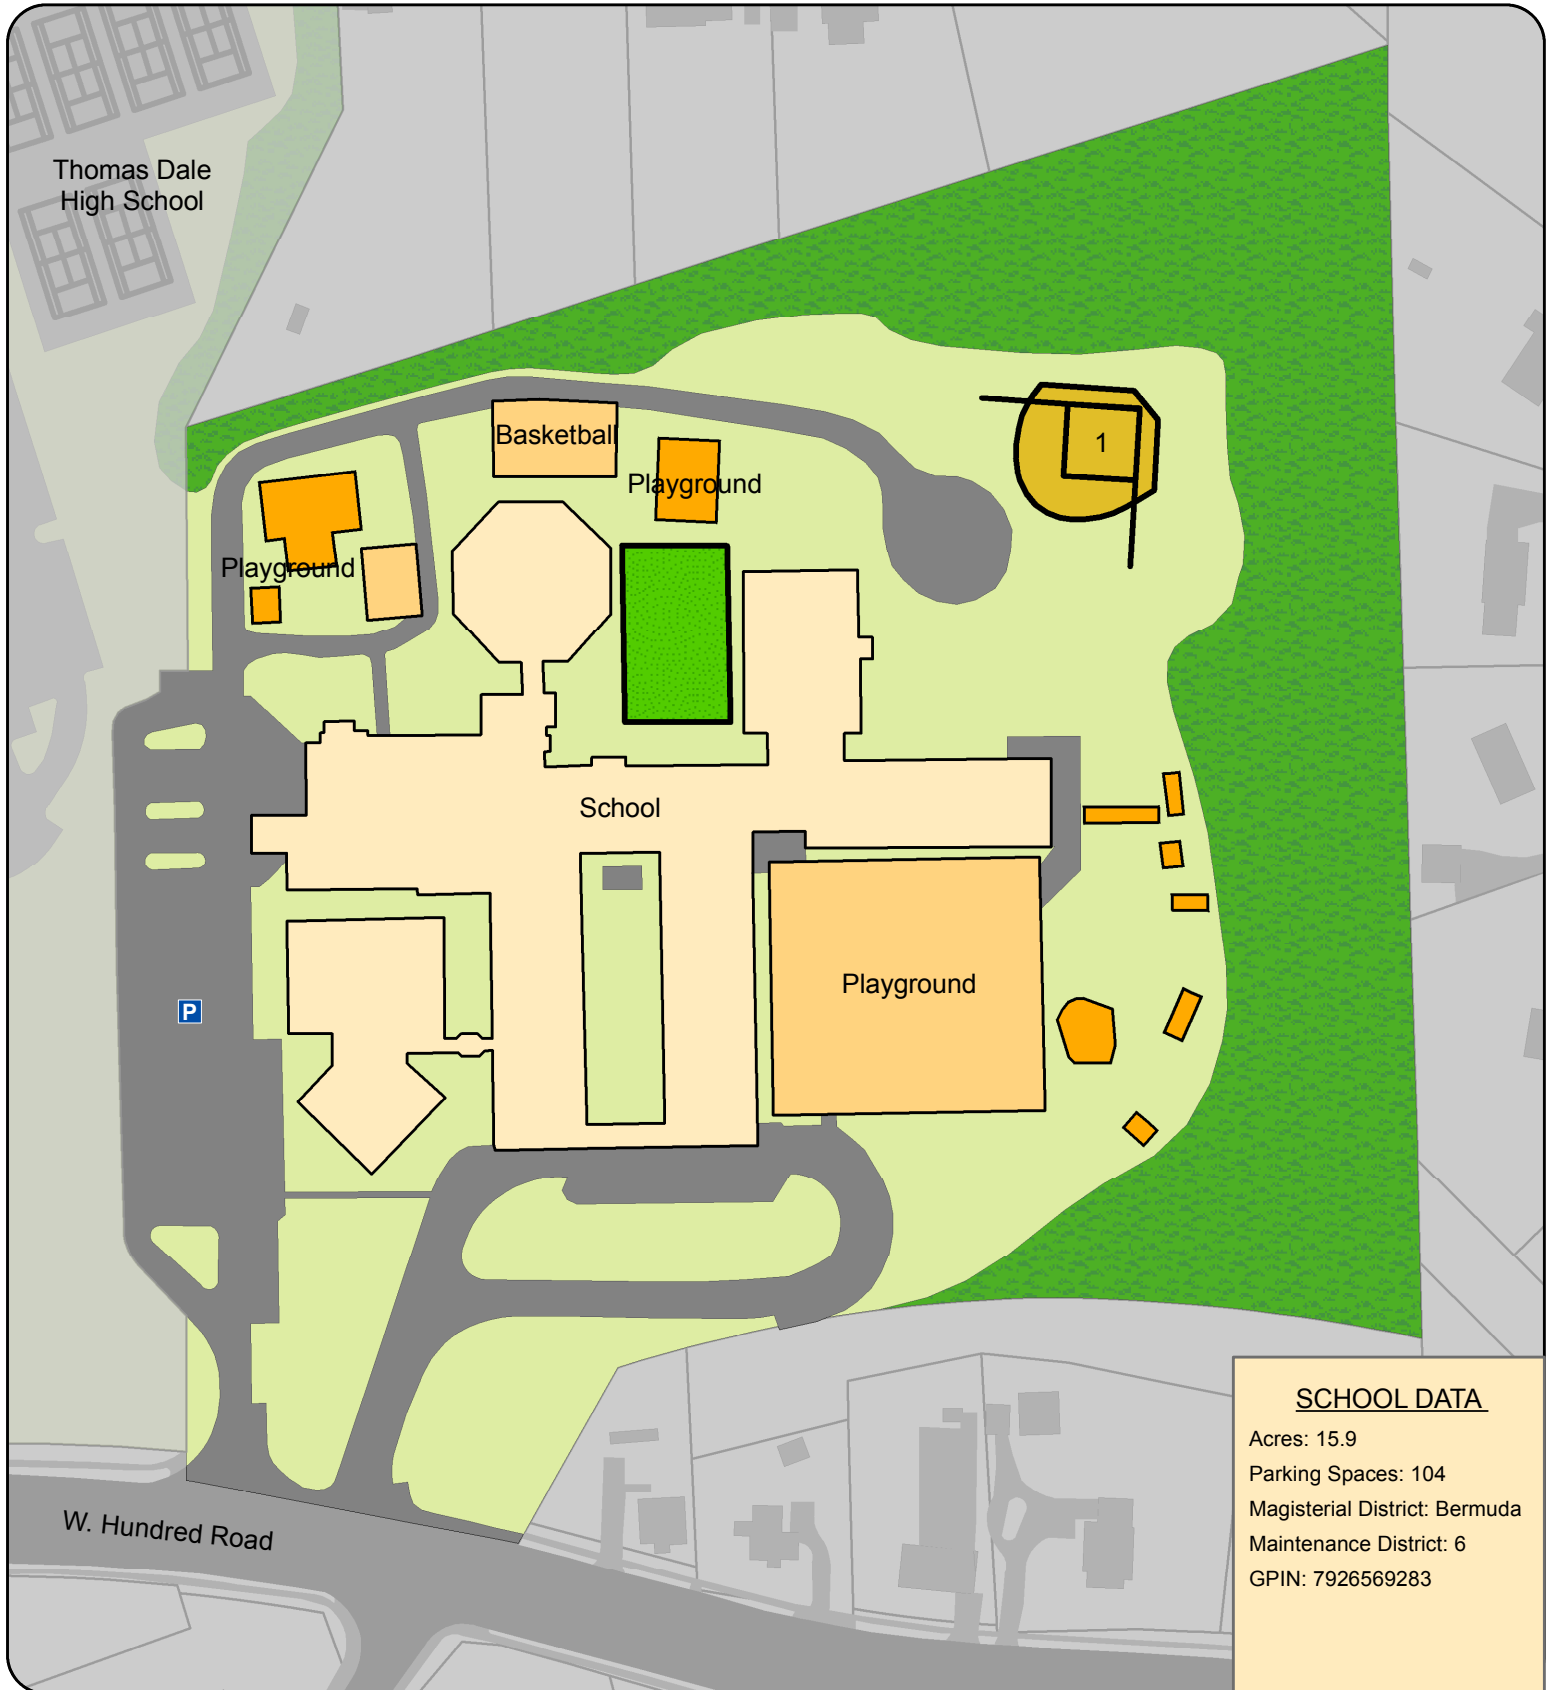 Thomas Dale
High School
Basketball
Playground
1
Playground
School
Playground
P
W. Hundred Road
SCHOOL DATA
Acres: 15.9
Parking Spaces: 104
Magisterial District: Bermuda
Maintenance District: 6
GPIN: 7926569283